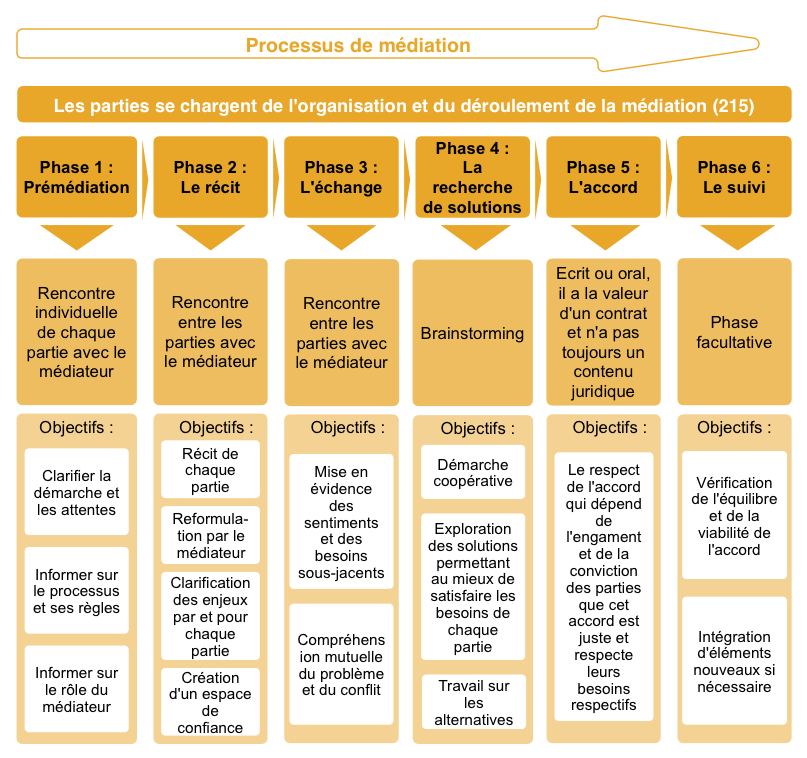 Processus de médiation
Les parties se chargent de l'organisation et du déroulement de la médiation (215)
Phase 1 :
Prémédiation
Phase 2 :
Le récit
Phase 3 :
L'échange
Phase 4 :
La
recherche
de solutions
Phase 5 :
L'accord
Phase 6 :
Le suivi
Rencontre
individuelle
de chaque
partie avec le
médiateur
Rencontre
entre les
parties avec
le médiateur
Rencontre
entre les
parties avec
le médiateur
Brainstorming
Ecrit ou oral,
il a la valeur
d'un contrat
et n'a pas
toujours un
contenu
juridique
Phase
facultative
Objectifs :
Clarifier la
démarche et
les attentes
Informer sur
le processus
et ses règles
Informer sur
le rôle du
médiateur
Objectifs :
Récit de
chaque
partie
Reformula-
tion par le
médiateur
Clarification
des enjeux
par et pour
chaque
partie
Création
d'un espace
de
confiance
Objectifs :
Mise en
évidence
des
sentiments
et des
besoins
sous-jacents
Compréhens
ion mutuelle
du problème
et du conflit
Objectifs :
Démarche
coopérative
Exploration
des solutions
permettant
au mieux de
satisfaire les
besoins de
chaque
partie
Travail sur
les
alternatives
Objectifs :
Le respect
de l'accord
qui dépend
de
l'engament
et de la
conviction
des parties
que cet
accord est
juste et
respecte
leurs
besoins
respectifs
Objectifs :
Vérification
de l'équilibre
et de la
viabilité de
l'accord
Intégration
d'éléments
nouveaux si
nécessaire